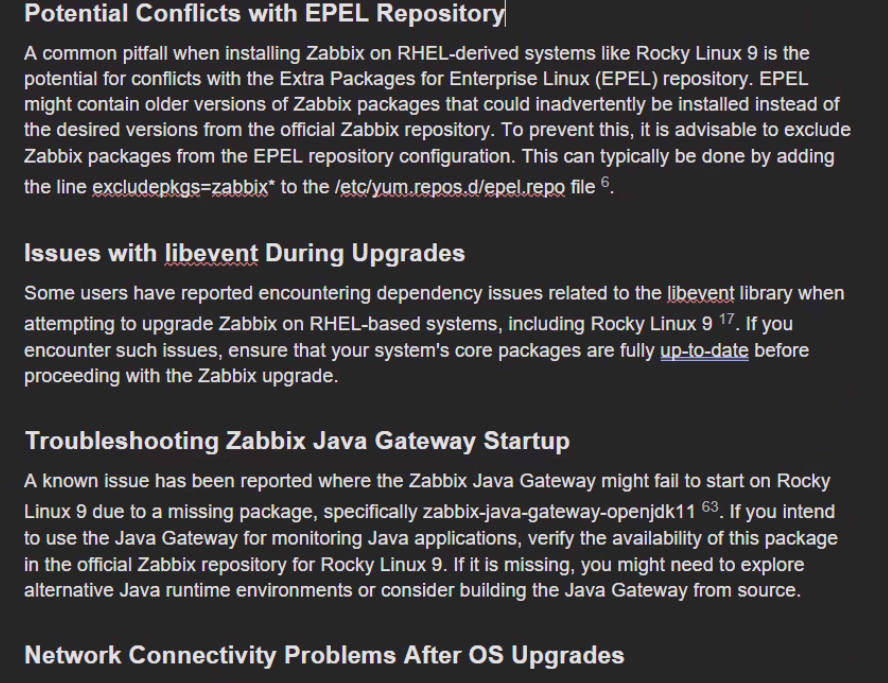 Potential Conflicts with EPEL Repository
A common pitfall when installing Zabbix on RHEL-derived systems like Rocky Linux 9 is the
potential for conflicts with the Extra Packages for Enterprise Linux (EPEL) repository. EPEL
might contain older versions of Zabbix packages that could inadvertently be installed instead of
the desired versions from the official Zabbix repository. To prevent this, it is advisable to exclude
Zabbix packages from the EPEL repository configuration. This can typically be done by adding
the line excludepkgs=zabbix* to the /etc/yum.repos.d/epel.repo file 6.
Issues with libevent During Upgrades
Some users have reported encountering dependency issues related to the libevent library when
attempting to upgrade Zabbix on RHEL-based systems, including Rocky Linux 9 17. If you
encounter such issues, ensure that your system's core packages are fully up-to-date before
proceeding with the Zabbix upgrade.
Troubleshooting Zabbix Java Gateway Startup
A known issue has been reported where the Zabbix Java Gateway might fail to start on Rocky
Linux 9 due to a missing package, specifically zabbix-java-gateway-openjdk11 63. If you intend
to use the Java Gateway for monitoring Java applications, verify the availability of this package
in the official Zabbix repository for Rocky Linux 9. If it is missing, you might need to explore
alternative Java runtime environments or consider building the Java Gateway from source.
Network Connectivity Problems After OS Upgrades